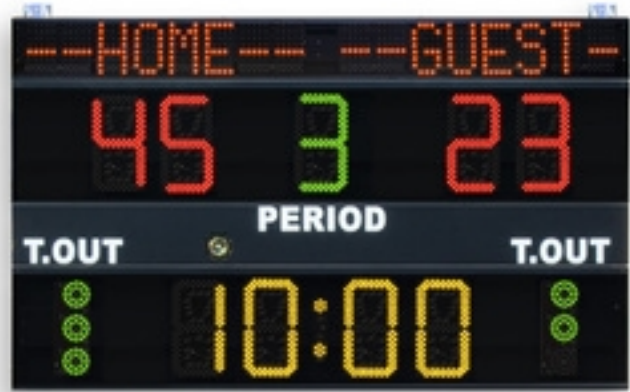 --HOME-- --GUEST-
45 3 23
PERIOD
T.OUT T.OUT
10:00